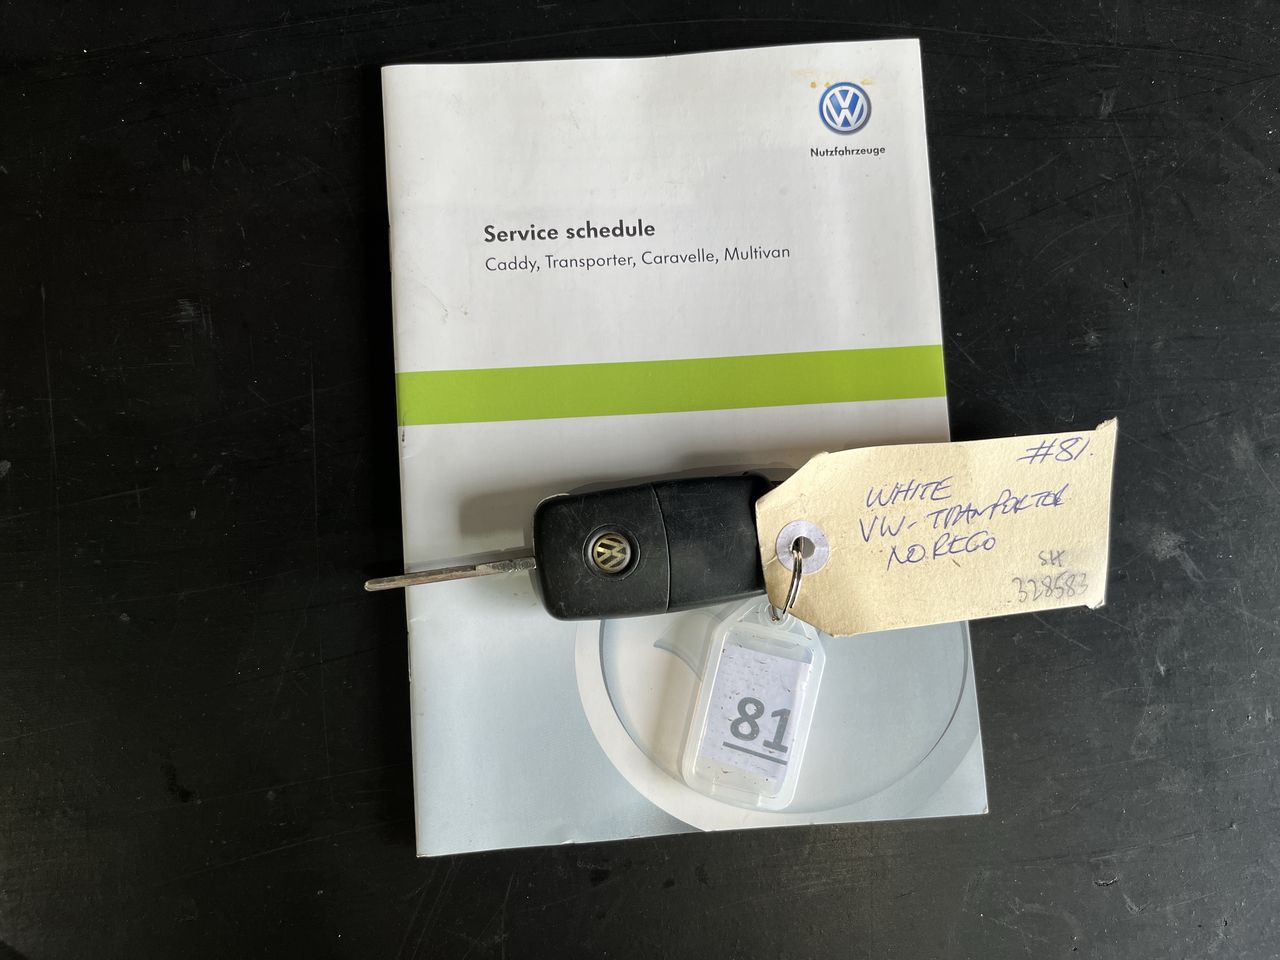 Nutzfahrzeuge
Service schedule
Caddy, Transporter, Caravelle, Multivan
#81.
WHITE
VW- TRANPORTER
NO REGO
SH
328583
81